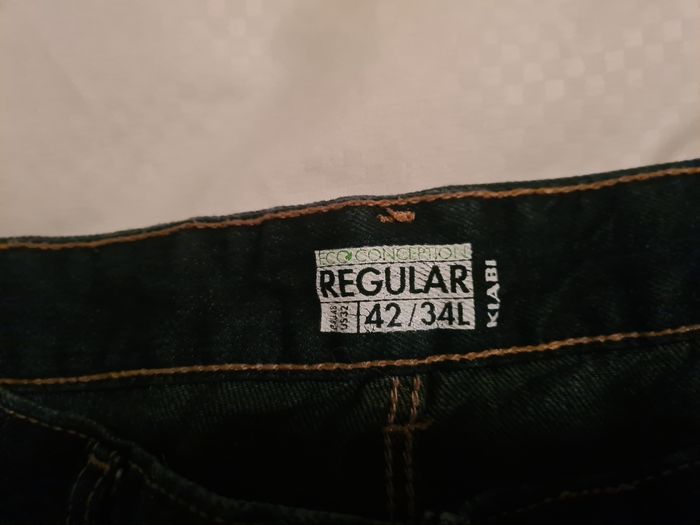 ECO CONCEPTION
REGULAR
US32
42/34L
KIABI